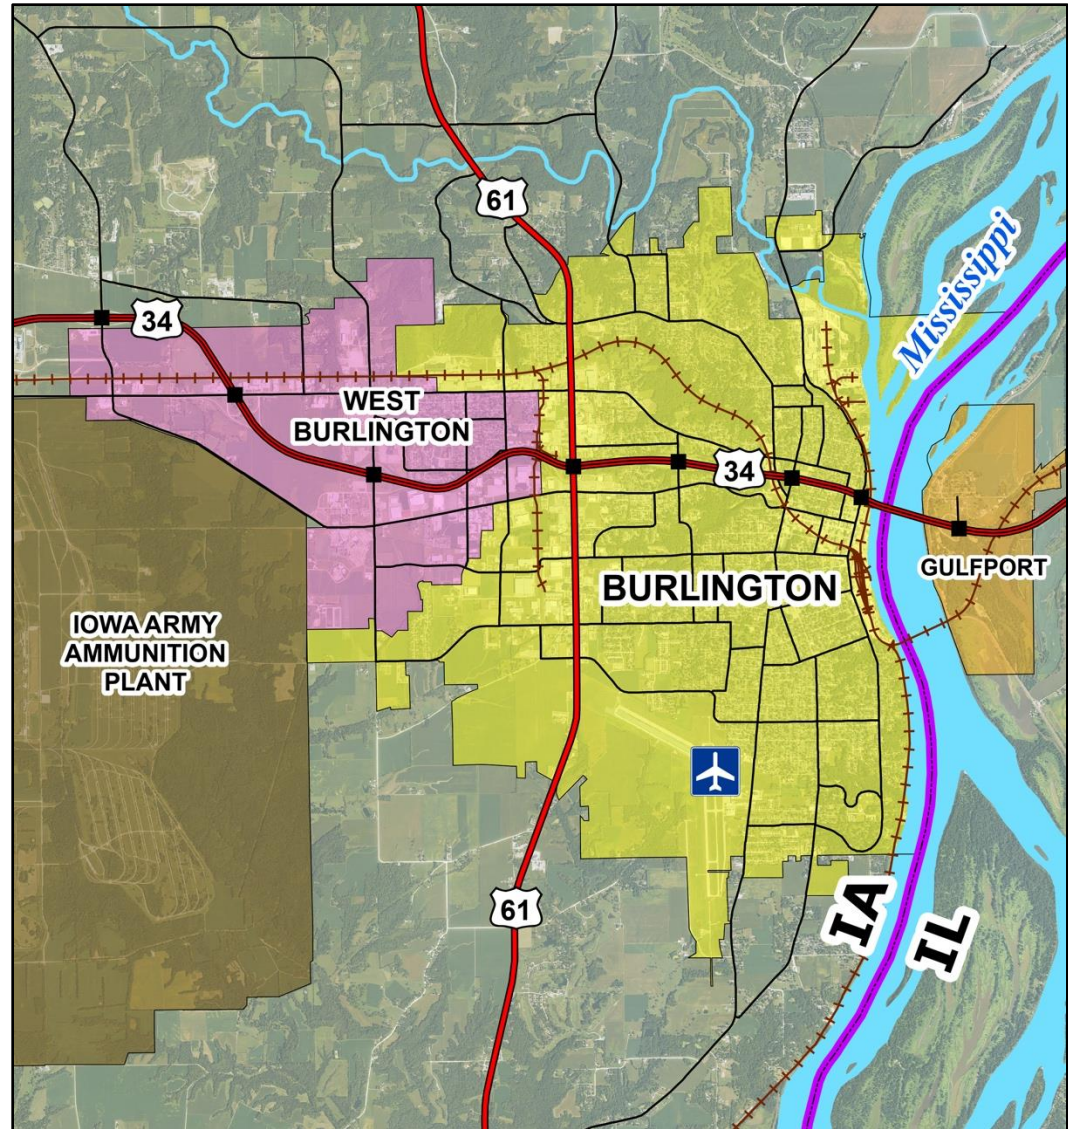 61
Mississippi
34
WEST
BURLINGTON
34
GULFPORT
BURLINGTON
IOWA ARMY
AMMUNITION
PLANT
61
IA
IL